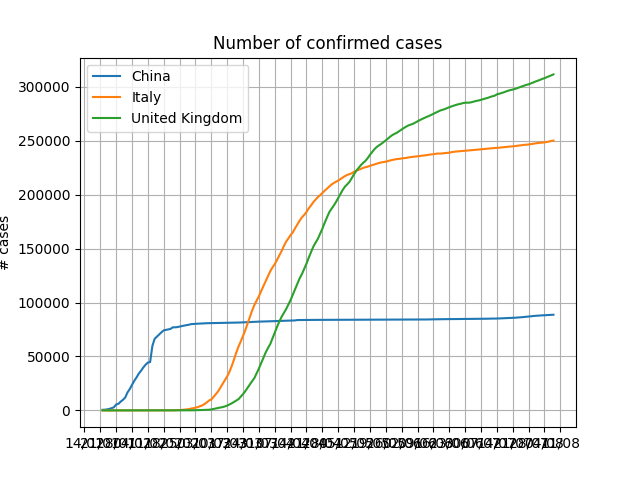 Number of confirmed cases
China
Italy
United Kingdom
300000
250000
200000
150000
100000
50000
0
# cases